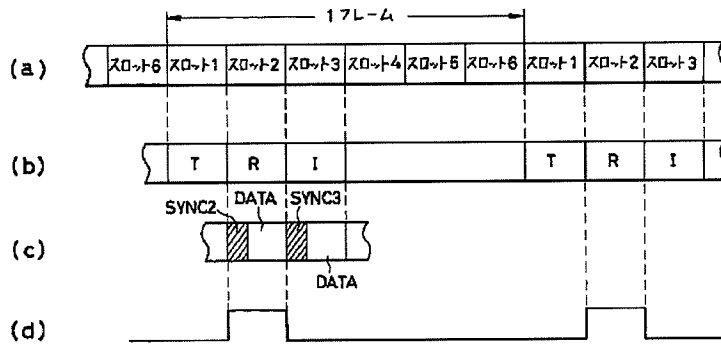 1フレーム
(a) スロット6 スロット1 スロット2 スロット3 スロット4 スロット5 スロット6 スロット1 スロット2 スロット3
(b) T R I T R I
SYNC2 DATA SYNC3
(c)
DATA
(d)